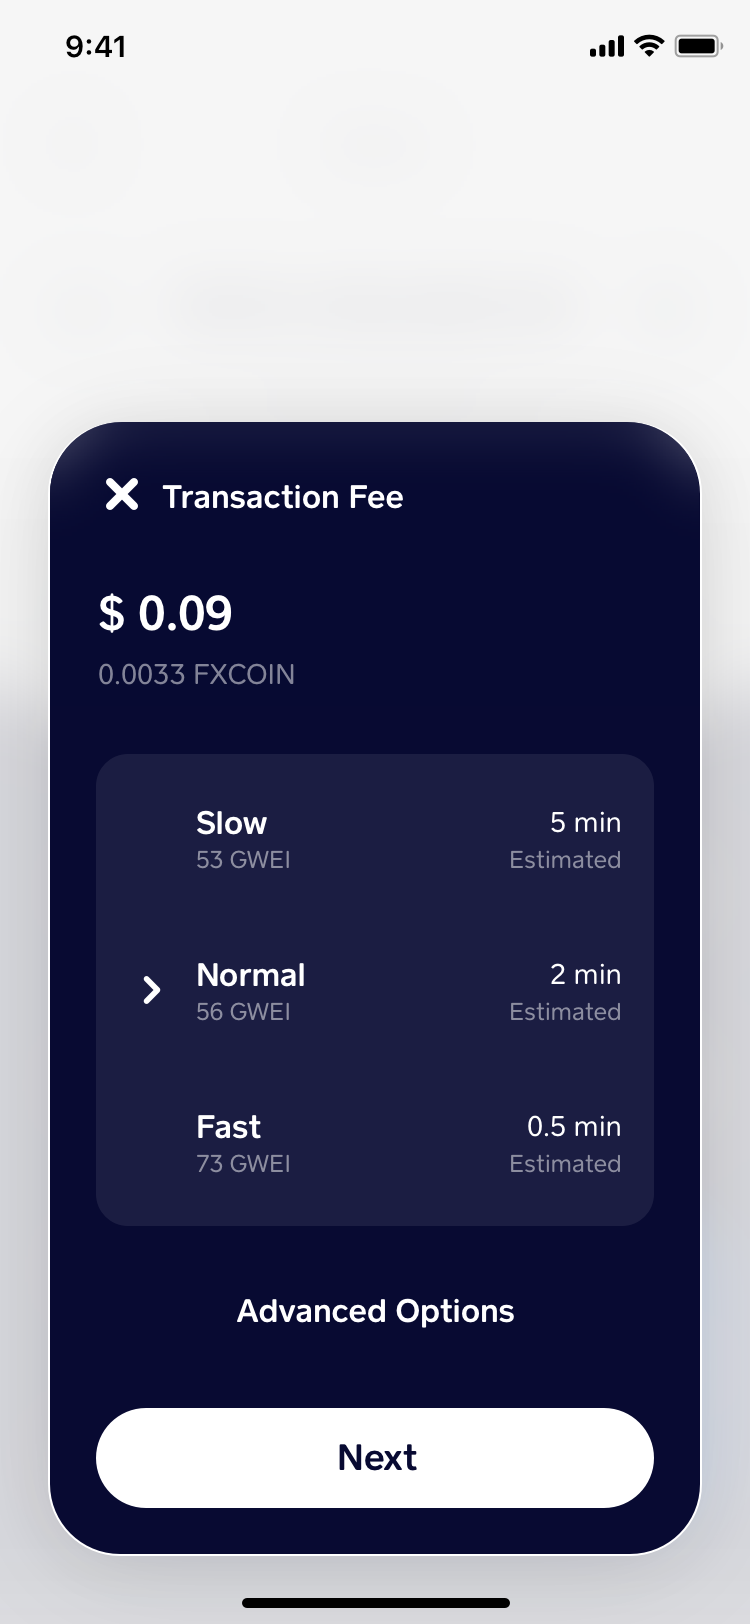 9:41
Transaction Fee
$ 0.09
0.0033 FXCOIN
Slow
5 min
53 GWEI
Estimated
Normal
2 min
56 GWEI
Estimated
Fast
0.5 min
73 GWEI
Estimated
Advanced Options
Next